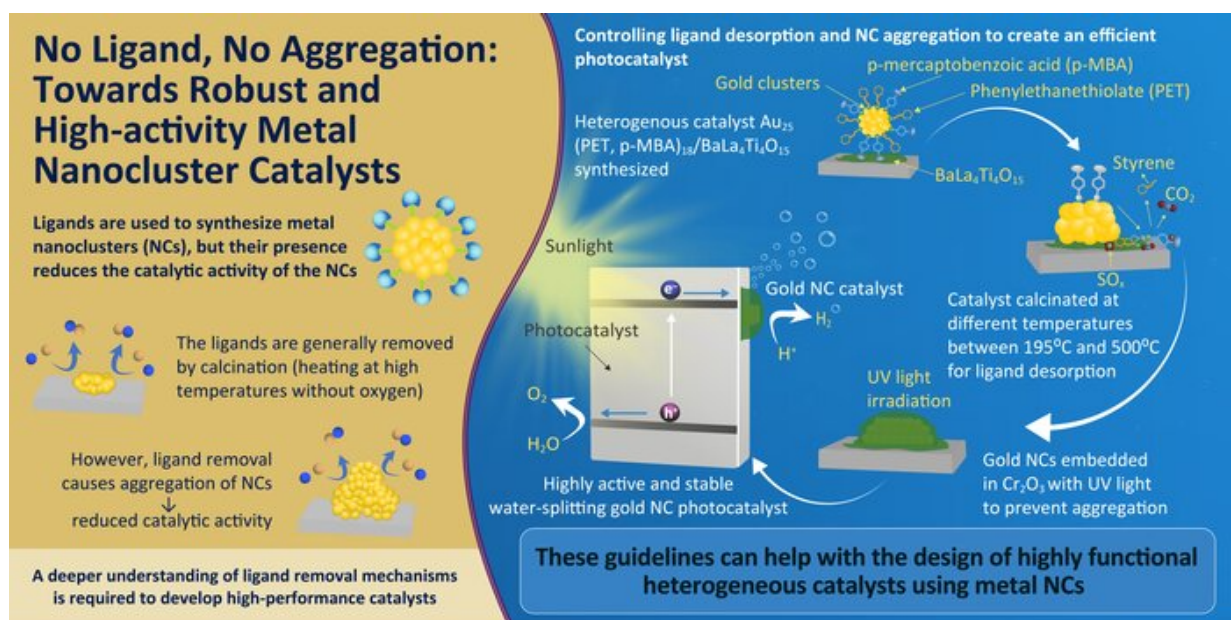 No Ligand, No Aggregation:
Towards Robust and
High-activity Metal
Nanocluster Catalysts
Ligands are used to synthesize metal
nanoclusters (NCs), but their presence
reduces the catalytic activity of the NCs
The ligands are generally removed
by calcination (heating at high
temperatures without oxygen)
However, ligand removal
causes aggregation of NCs
↓
reduced catalytic activity
A deeper understanding of ligand removal mechanisms
is required to develop high-performance catalysts
Controlling ligand desorption and NC aggregation to create an efficient
photocatalyst
p-mercaptobenzoic acid (p-MBA)
Gold clusters
Phenylethanethiolate (PET)
Heterogenous catalyst Au₂₅
(PET, p-MBA)₁₈/BaLa₄Ti₄O₁₅
synthesized
BaLa₄Ti₄O₁₅
Styrene
CO₂
SOₓ
Catalyst calcinated at
different temperatures
between 195⁰C and 500⁰C
for ligand desorption
Gold NCs embedded
in Cr₂O₃ with UV light
to prevent aggregation
UV light
irradiation
Sunlight
e⁻
Gold NC catalyst
Photocatalyst
H₂
H⁺
O₂
h⁺
H₂O
Highly active and stable
water-splitting gold NC photocatalyst
These guidelines can help with the design of highly functional
heterogeneous catalysts using metal NCs